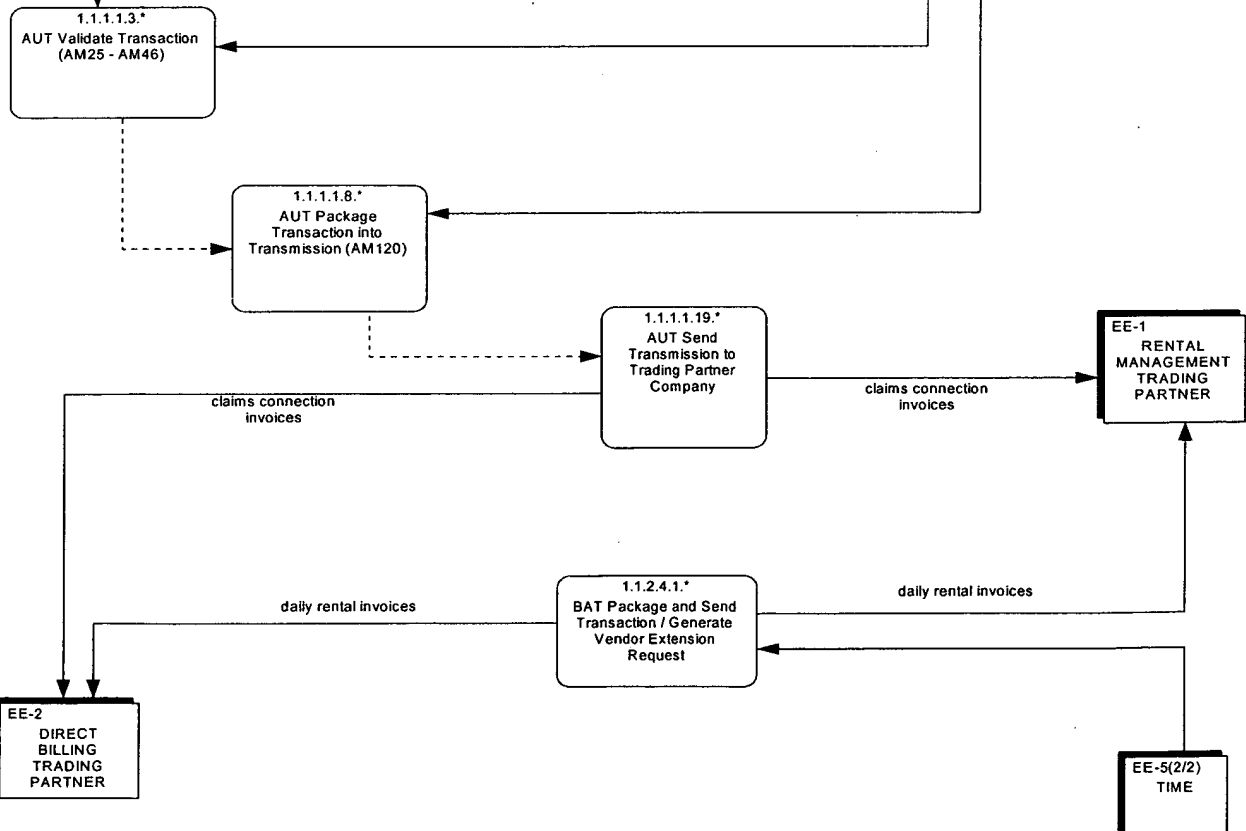 1.1.1.1.3.*
AUT Validate Transaction
(AM25 - AM46)
1.1.1.1.8.*
AUT Package
Transaction into
Transmission (AM120)
1.1.1.1.19.*
AUT Send
Transmission to
Trading Partner
Company
EE-1
RENTAL
MANAGEMENT
TRADING
PARTNER
claims connection
invoices
claims connection
invoices
1.1.2.4.1.*
BAT Package and Send
Transaction / Generate
Vendor Extension
Request
daily rental invoices
daily rental invoices
EE-2
DIRECT
BILLING
TRADING
PARTNER
EE-5(2/2)
TIME